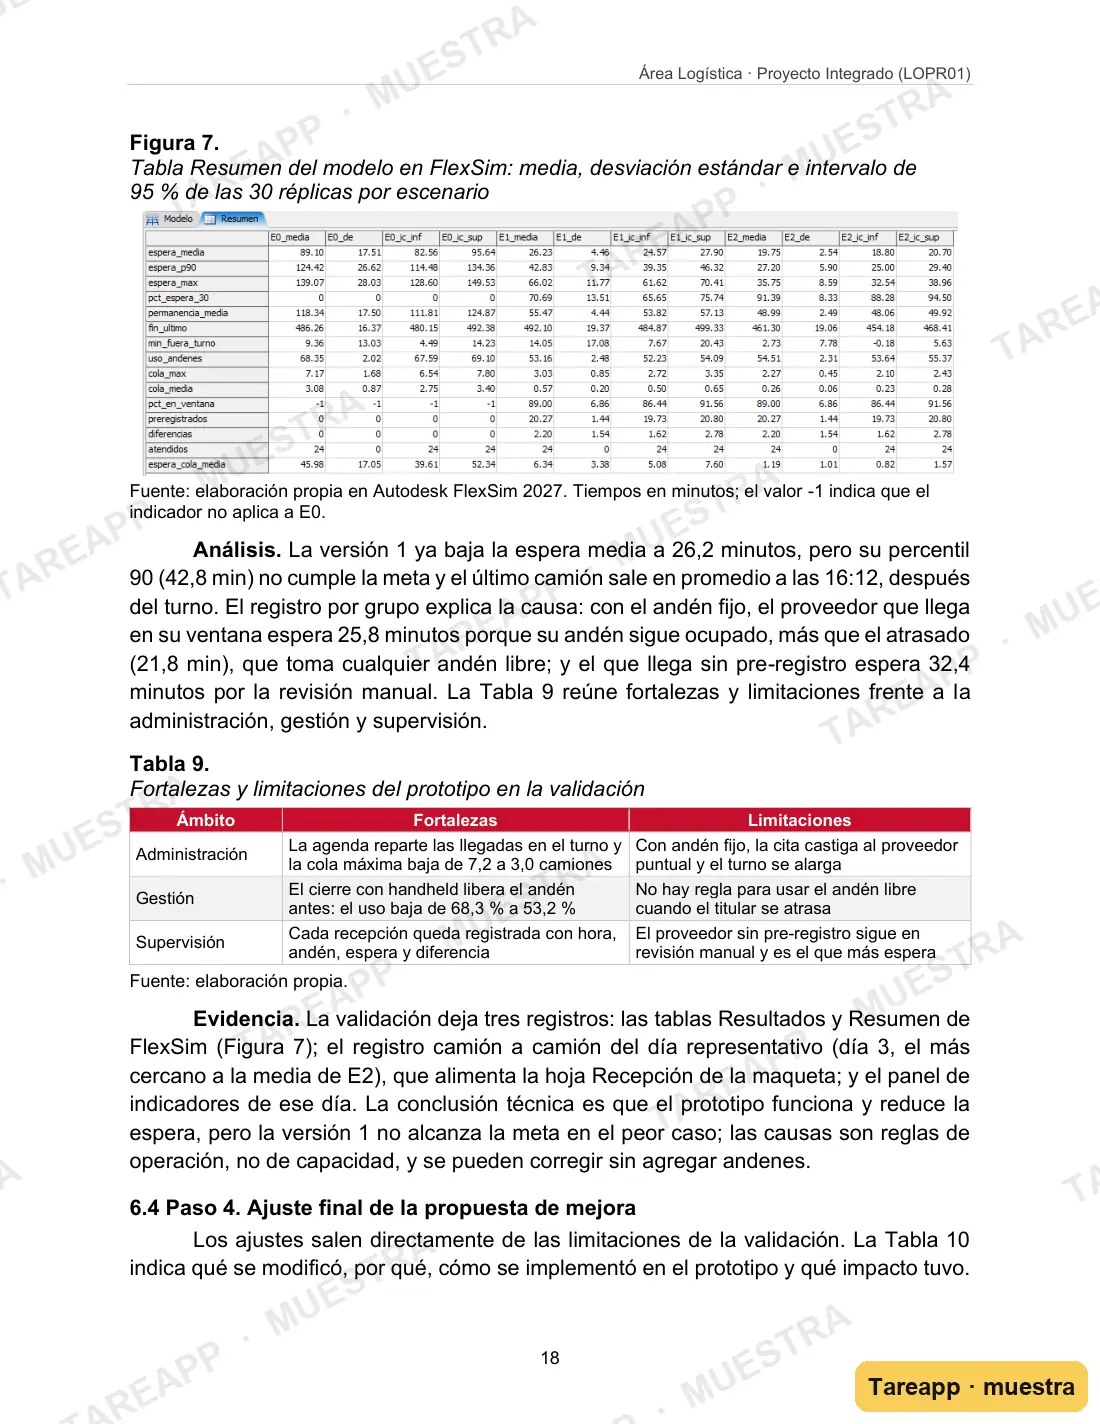 Área Logística · Proyecto Integrado (LOPR01)
Figura 7.
Tabla Resumen del modelo en FlexSim: media, desviación estándar e intervalo de
95 % de las 30 réplicas por escenario
Modelo Resumen
E0_media E0_de E0_ic_inf E0_ic_sup E1_media E1_de E1_ic_inf E1_ic_sup E2_media E2_de E2_ic_inf E2_ic_sup
espera_media 89.10 17.51 82.56 95.64 26.23 4.46 24.57 27.90 19.75 2.54 18.80 20.70
espera_p90 124.42 26.62 114.48 134.36 42.83 9.34 39.35 46.32 27.20 5.90 25.00 29.40
espera_max 139.07 28.03 128.60 149.53 66.02 11.77 61.62 70.41 35.75 8.59 32.54 38.96
pct_espera_30 0 0 0 0 70.69 13.51 65.65 75.74 91.39 8.33 88.28 94.50
permanencia_media 118.34 17.50 111.81 124.87 55.47 4.44 53.82 57.13 48.99 2.49 48.06 49.92
fin_ultimo 486.26 16.37 480.15 492.38 492.10 19.37 484.87 499.33 461.30 19.06 454.18 468.41
min_fuera_turno 9.36 13.03 4.49 14.23 14.05 17.08 7.67 20.43 2.73 7.78 -0.18 5.63
uso_andenes 68.35 2.02 67.59 69.10 53.16 2.48 52.23 54.09 54.51 2.31 53.64 55.37
cola_max 7.17 1.68 6.54 7.80 3.03 0.85 2.72 3.35 2.27 0.45 2.10 2.43
cola_media 3.08 0.87 2.75 3.40 0.57 0.20 0.50 0.65 0.26 0.06 0.23 0.28
pct_en_ventana -1 -1 -1 -1 89.00 6.86 86.44 91.56 89.00 6.86 86.44 91.56
preregistrados 0 0 0 0 20.27 1.44 19.73 20.80 20.27 1.44 19.73 20.80
diferencias 0 0 0 0 2.20 1.54 1.62 2.78 2.20 1.54 1.62 2.78
atendidos 24 0 24 24 24 0 24 24 24 0 24 24
espera_cola_media 45.98 17.05 39.61 52.34 6.34 3.38 5.08 7.60 1.19 1.01 0.82 1.57
Fuente: elaboración propia en Autodesk FlexSim 2027. Tiempos en minutos; el valor -1 indica que el
indicador no aplica a E0.
Análisis. La versión 1 ya baja la espera media a 26,2 minutos, pero su percentil
90 (42,8 min) no cumple la meta y el último camión sale en promedio a las 16:12, después
del turno. El registro por grupo explica la causa: con el andén fijo, el proveedor que llega
en su ventana espera 25,8 minutos porque su andén sigue ocupado, más que el atrasado
(21,8 min), que toma cualquier andén libre; y el que llega sin pre-registro espera 32,4
minutos por la revisión manual. La Tabla 9 reúne fortalezas y limitaciones frente a la
administración, gestión y supervisión.
Tabla 9.
Fortalezas y limitaciones del prototipo en la validación
Ámbito Fortalezas Limitaciones
Administración La agenda reparte las llegadas en el turno y la cola máxima baja de 7,2 a 3,0 camiones Con andén fijo, la cita castiga al proveedor puntual y el turno se alarga
Gestión El cierre con handheld libera el andén antes: el uso baja de 68,3 % a 53,2 % No hay regla para usar el andén libre cuando el titular se atrasa
Supervisión Cada recepción queda registrada con hora, andén, espera y diferencia El proveedor sin pre-registro sigue en revisión manual y es el que más espera
Fuente: elaboración propia.
Evidencia. La validación deja tres registros: las tablas Resultados y Resumen de
FlexSim (Figura 7); el registro camión a camión del día representativo (día 3, el más
cercano a la media de E2), que alimenta la hoja Recepción de la maqueta; y el panel de
indicadores de ese día. La conclusión técnica es que el prototipo funciona y reduce la
espera, pero la versión 1 no alcanza la meta en el peor caso; las causas son reglas de
operación, no de capacidad, y se pueden corregir sin agregar andenes.
6.4 Paso 4. Ajuste final de la propuesta de mejora
Los ajustes salen directamente de las limitaciones de la validación. La Tabla 10
indica qué se modificó, por qué, cómo se implementó en el prototipo y qué impacto tuvo.
18
Tareapp · muestra
TAREAPP · MUESTRA